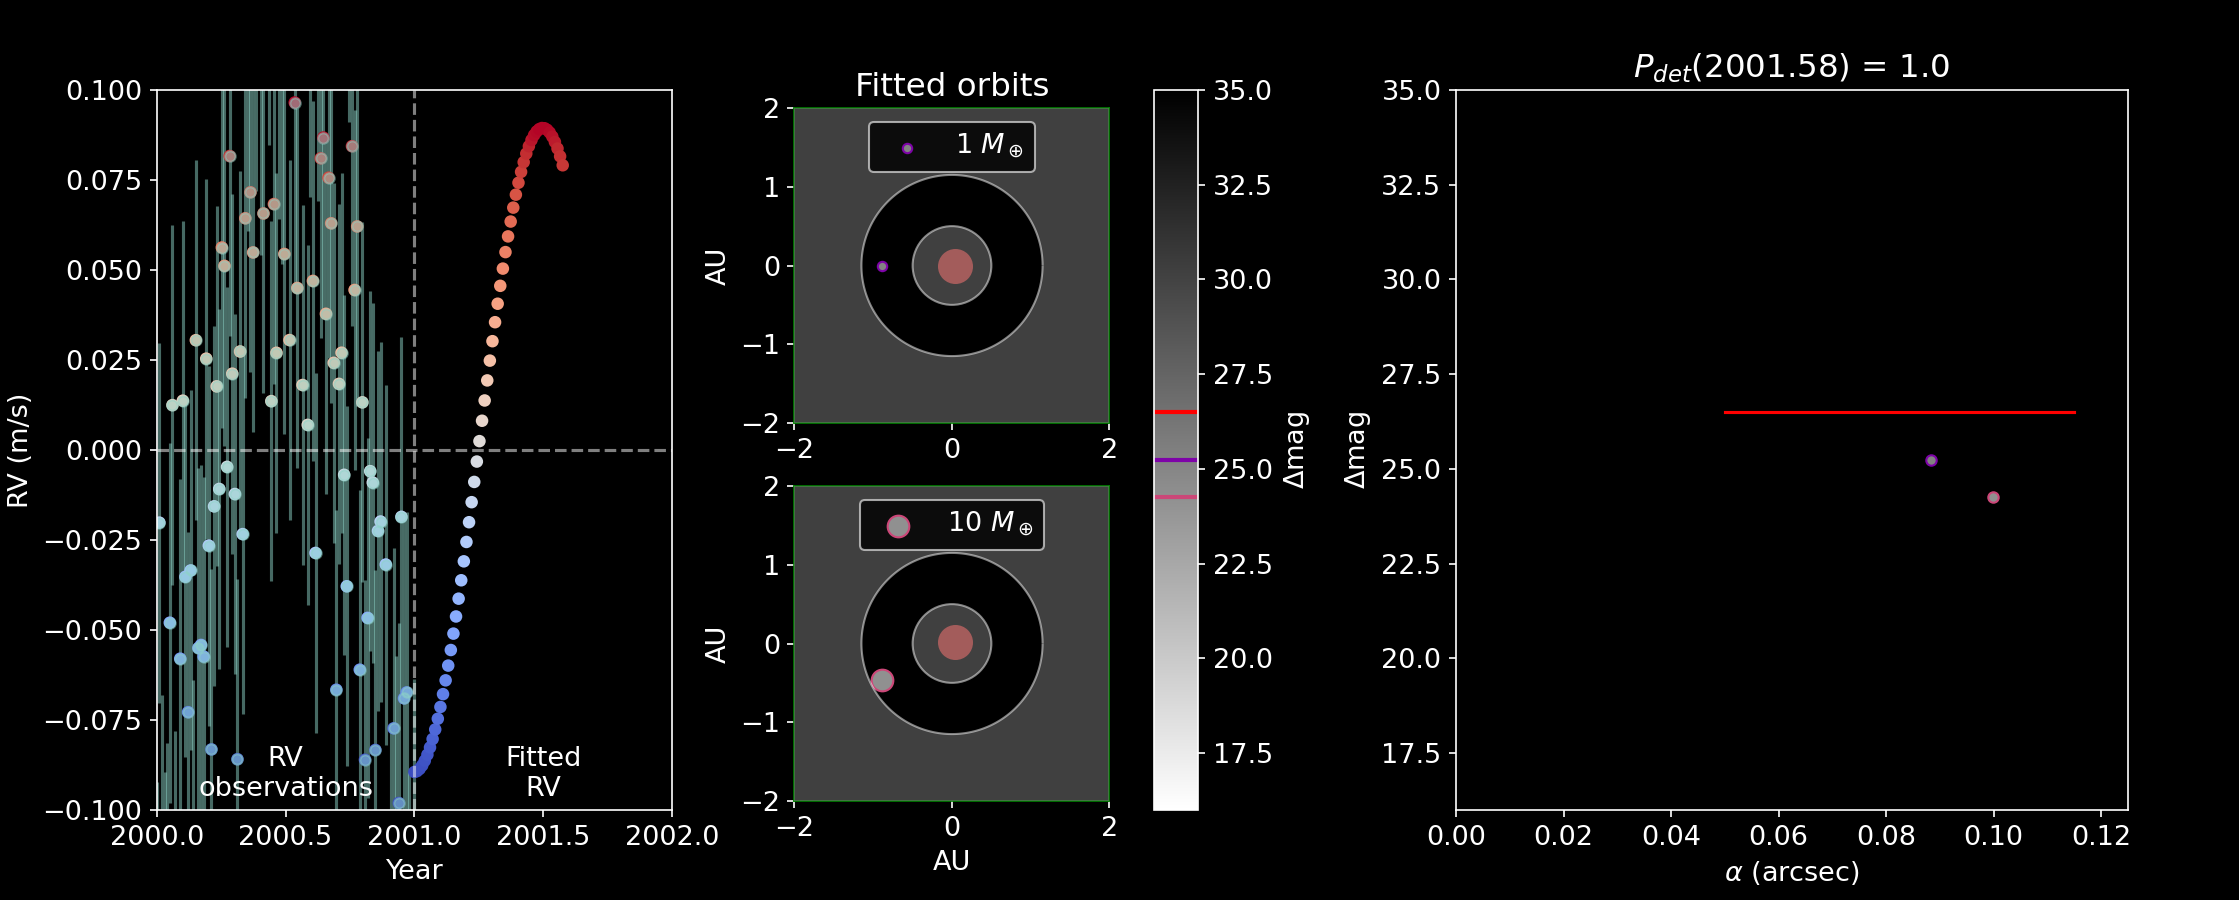 P_det(2001.58) = 1.0
Fitted orbits
0.100
0.075
0.050
0.025
0.000
−0.025
−0.050
−0.075
−0.100
RV (m/s)
RV
observations
Fitted
RV
2000.0 2000.5 2001.0 2001.5 2002.0
Year
1 M⊕
2
1
0
−1
−2
AU
−2 0 2
10 M⊕
2
1
0
−1
−2
AU
−2 0 2
AU
35.0
32.5
30.0
27.5
25.0
22.5
20.0
17.5
Δmag
35.0
32.5
30.0
27.5
25.0
22.5
20.0
17.5
Δmag
0.00 0.02 0.04 0.06 0.08 0.10 0.12
α (arcsec)